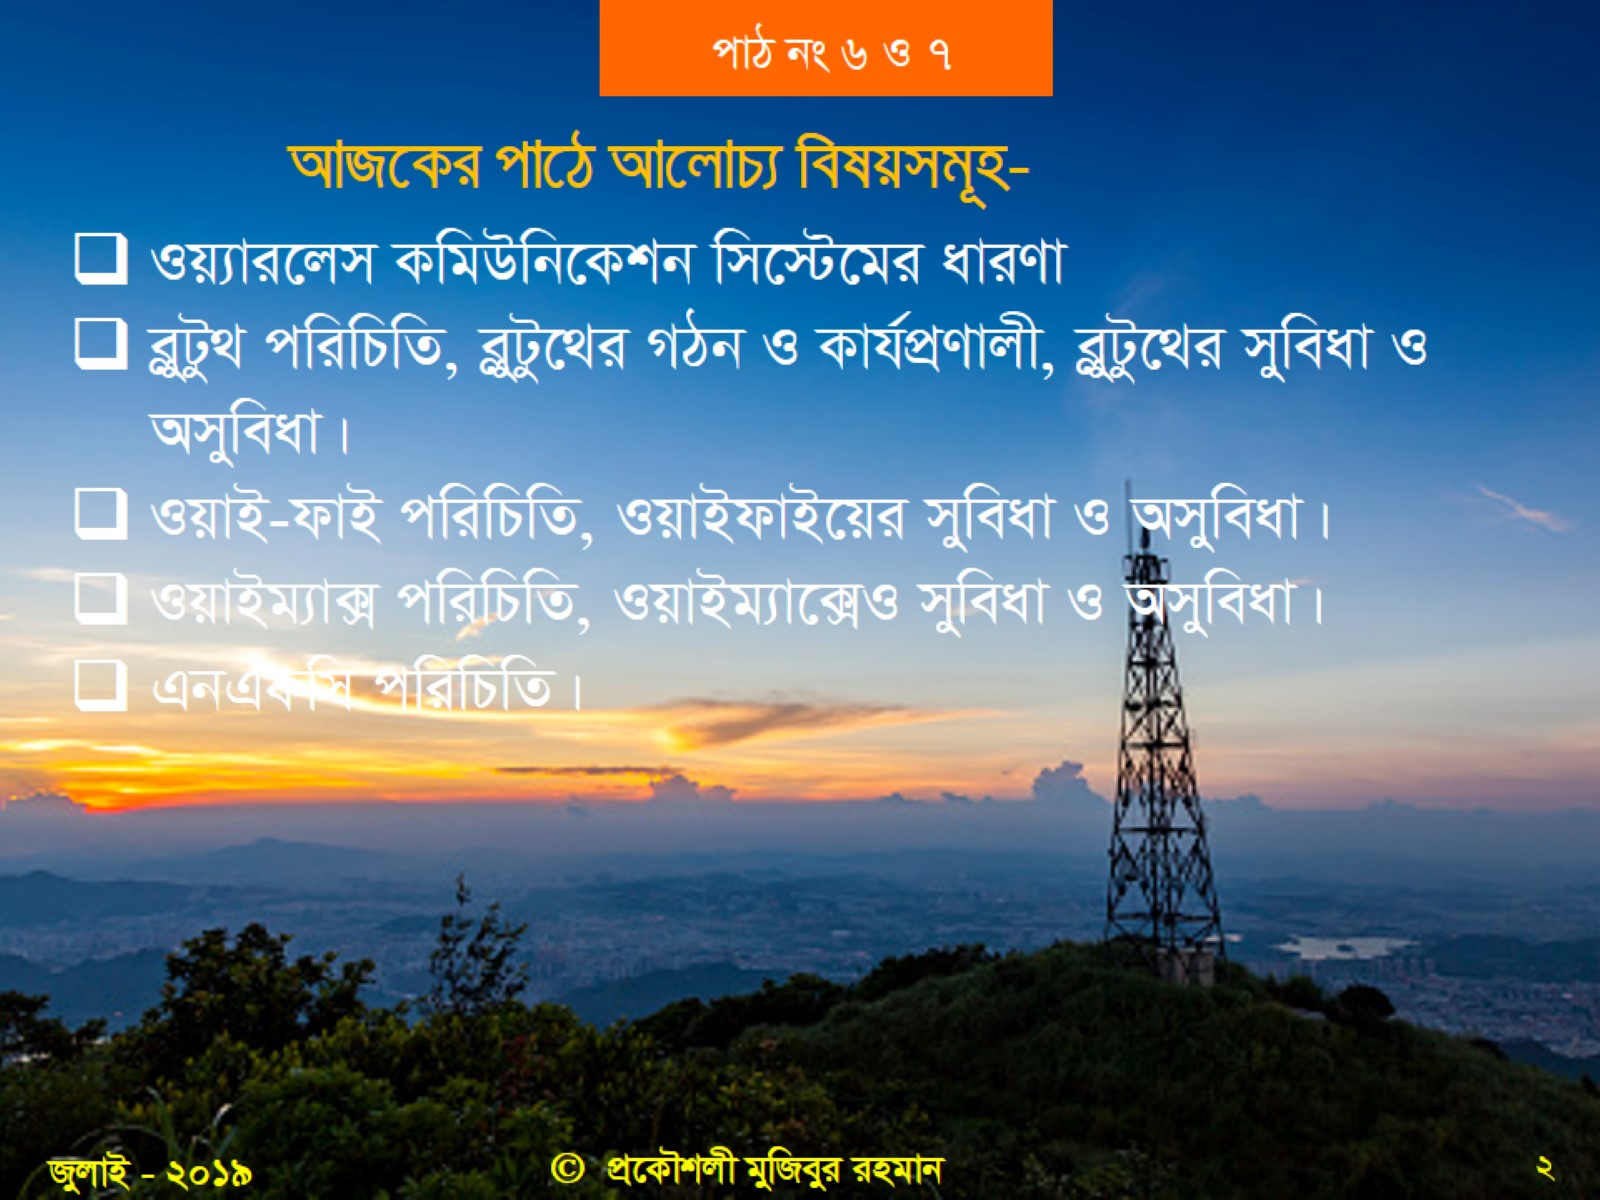 পাঠ নং ৬ ও ৭
আজকের পাঠে আলোচ্য বিষয়সমূহ-
❑ ওয়্যারলেস কমিউনিকেশন সিস্টেমের ধারণা
❑ ব্লুটুথ পরিচিতি, ব্লুটুথের গঠন ও কার্যপ্রণালী, ব্লুটুথের সুবিধা ও
অসুবিধা।
❑ ওয়াই-ফাই পরিচিতি, ওয়াইফাইয়ের সুবিধা ও অসুবিধা।
❑ ওয়াইম্যাক্স পরিচিতি, ওয়াইম্যাক্সেও সুবিধা ও অসুবিধা।
❑ এনএফসি পরিচিতি।
জুলাই - ২০১৯ © প্রকৌশলী মুজিবুর রহমান ২